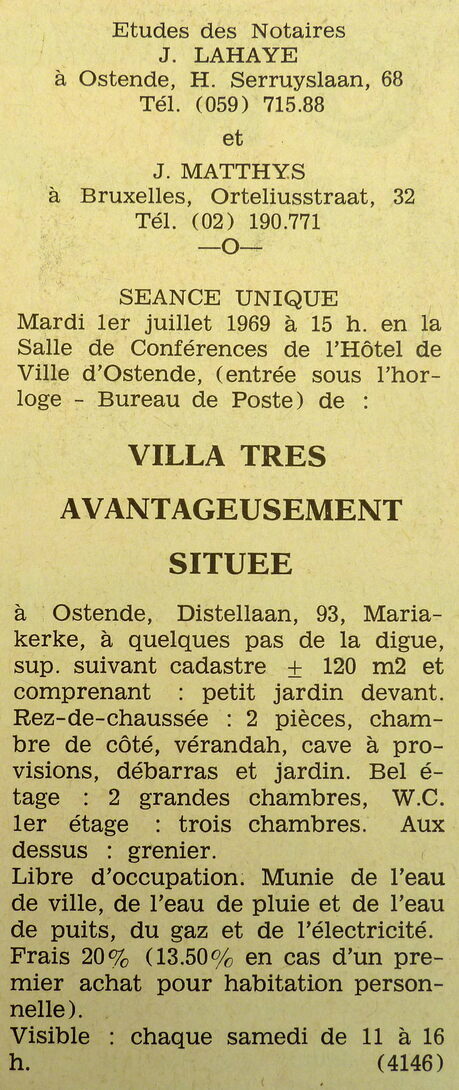 Etudes des Notaires
J. LAHAYE
à Ostende, H. Serruyslaan, 68
Tél. (059) 715.88
et
J. MATTHYS
à Bruxelles, Orteliusstraat, 32
Tél. (02) 190.771
—O—
SEANCE UNIQUE
Mardi 1er juillet 1969 à 15 h. en la
Salle de Conférences de l'Hôtel de
Ville d'Ostende, (entrée sous l'hor-
loge - Bureau de Poste) de :
VILLA TRES
AVANTAGEUSEMENT
SITUEE
à Ostende, Distellaan, 93, Maria-
kerke, à quelques pas de la digue,
sup. suivant cadastre ± 120 m2 et
comprenant : petit jardin devant.
Rez-de-chaussée : 2 pièces, cham-
bre de côté, vérandah, cave à pro-
visions, débarras et jardin. Bel é-
tage : 2 grandes chambres, W.C.
1er étage : trois chambres. Aux
dessus : grenier.
Libre d'occupation. Munie de l'eau
de ville, de l'eau de pluie et de l'eau
de puits, du gaz et de l'électricité.
Frais 20% (13.50% en cas d'un pre-
mier achat pour habitation person-
nelle).
Visible : chaque samedi de 11 à 16
h. (4146)